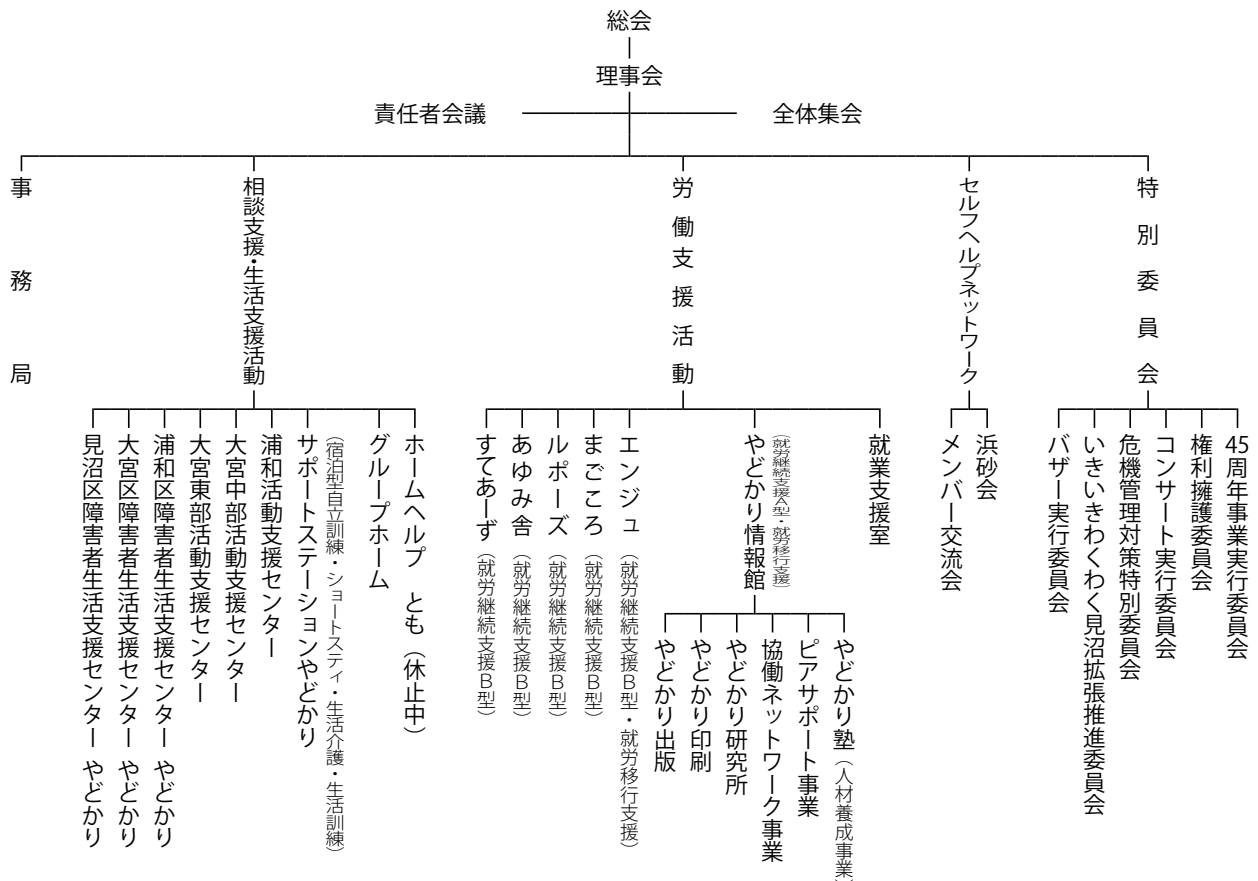 総会
理事会
責任者会議
全体集会
事務局
相談支援・生活支援活動
労働支援活動
セルフヘルプネットワーク
特別委員会
見沼区障害者生活支援センター やどかり
大宮区障害者生活支援センター やどかり
浦和区障害者生活支援センター やどかり
大宮東部活動支援センター
大宮中部活動支援センター
浦和活動支援センター
サポートステーションやどかり
（宿泊型自立訓練・ショートスティ・生活介護・生活訓練）
グループホーム
ホームヘルプ とも（休止中）
すてあーず（就労継続支援B型）
あゆみ舎（就労継続支援B型）
ルポーズ（就労継続支援B型）
まごころ（就労継続支援B型）
エンジュ（就労継続支援B型・就労移行支援）
やどかり情報館
（就労継続支援A型・就労移行支援）
就業支援室
やどかり出版
やどかり印刷
やどかり研究所
協働ネットワーク事業
ピアサポート事業
やどかり塾（人材養成事業）
メンバー交流会
浜砂会
バザー実行委員会
いきいきわくわく見沼拡張推進委員会
危機管理対策特別委員会
コンサート実行委員会
権利擁護委員会
45周年事業実行委員会